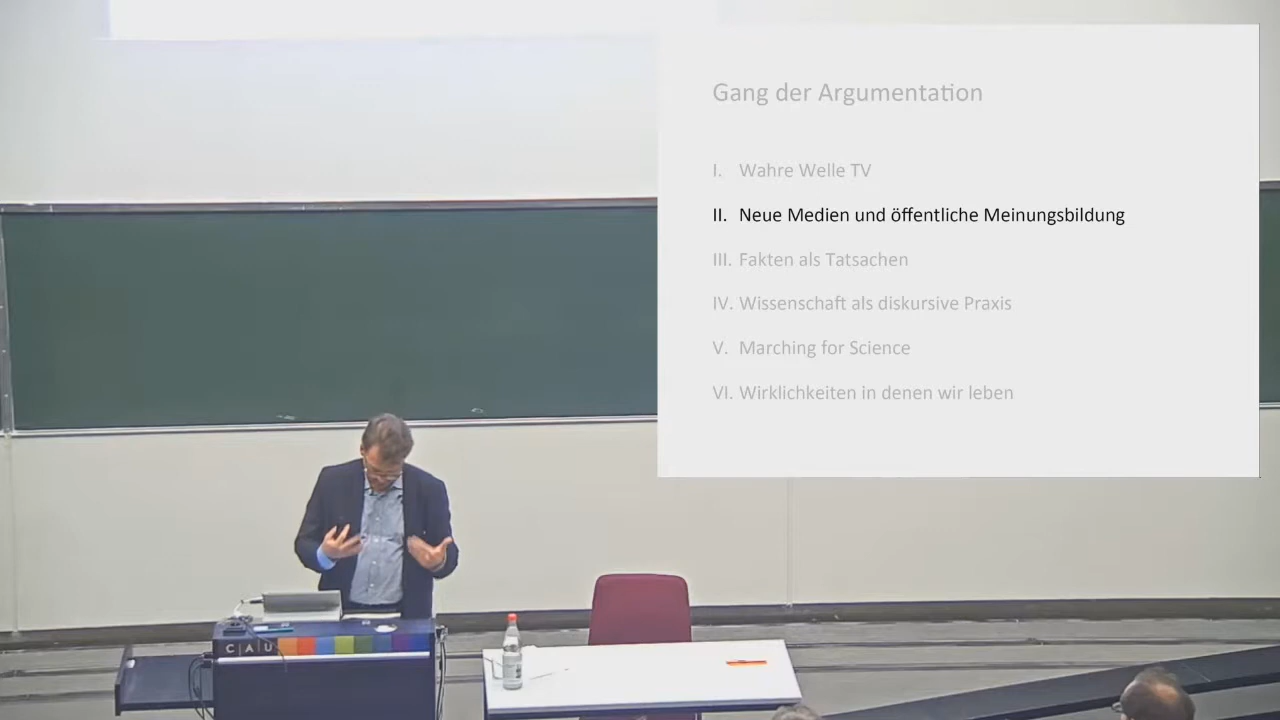 Gang der Argumentation
I. Wahre Welle TV
II. Neue Medien und öffentliche Meinungsbildung
III. Fakten als Tatsachen
IV. Wissenschaft als diskursive Praxis
V. Marching for Science
VI. Wirklichkeiten in denen wir leben
C|A|U